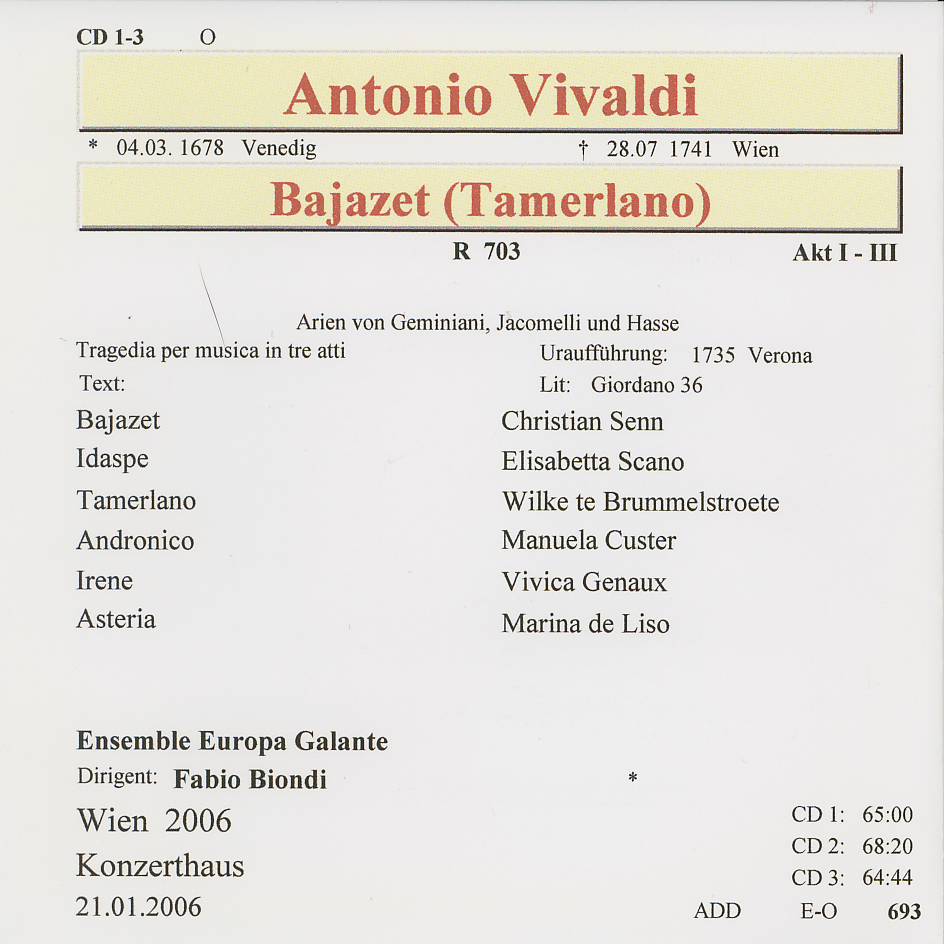 CD 1-3 O
Antonio Vivaldi
* 04.03. 1678 Venedig † 28.07 1741 Wien
Bajazet (Tamerlano)
R 703 Akt I - III
Arien von Geminiani, Jacomelli und Hasse
Tragedia per musica in tre atti Uraufführung: 1735 Verona
Text: Lit: Giordano 36
Bajazet Christian Senn
Idaspe Elisabetta Scano
Tamerlano Wilke te Brummelstroete
Andronico Manuela Custer
Irene Vivica Genaux
Asteria Marina de Liso
Ensemble Europa Galante
Dirigent: Fabio Biondi *
Wien 2006 CD 1: 65:00
Konzerthaus CD 2: 68:20
CD 3: 64:44
21.01.2006 ADD E-O 693